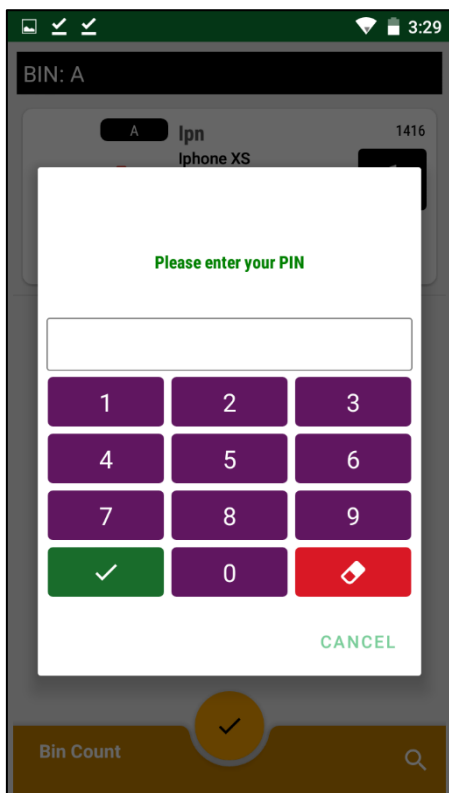 3:29
BIN: A
A
Ipn
1416
Iphone XS
Please enter your PIN
1 2 3
4 5 6
7 8 9
0
CANCEL
Bin Count